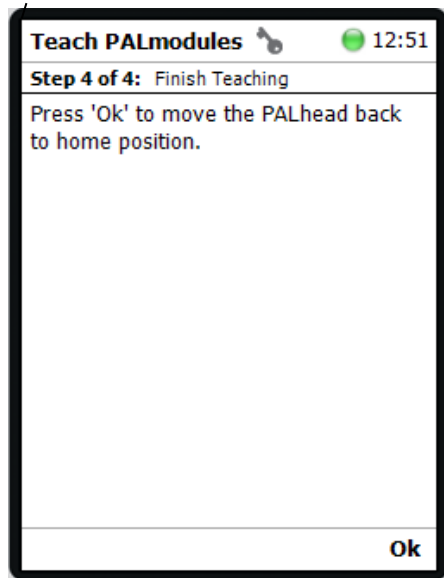 Teach PALmodules 12:51
Step 4 of 4: Finish Teaching
Press 'Ok' to move the PALhead back
to home position.
Ok